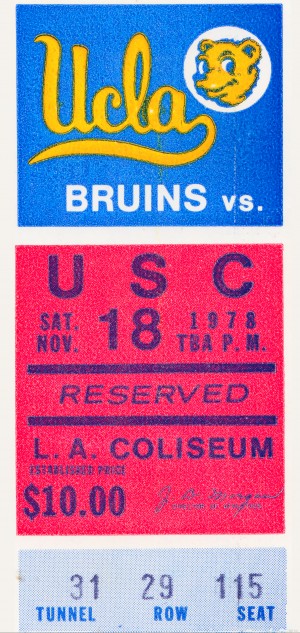 Ucla
BRUINS vs.
USC
SAT. NOV. 18 1978 TBA P.M.
RESERVED
L. A. COLISEUM
ESTABLISHED PRICE
$10.00
31 29 115
TUNNEL ROW SEAT